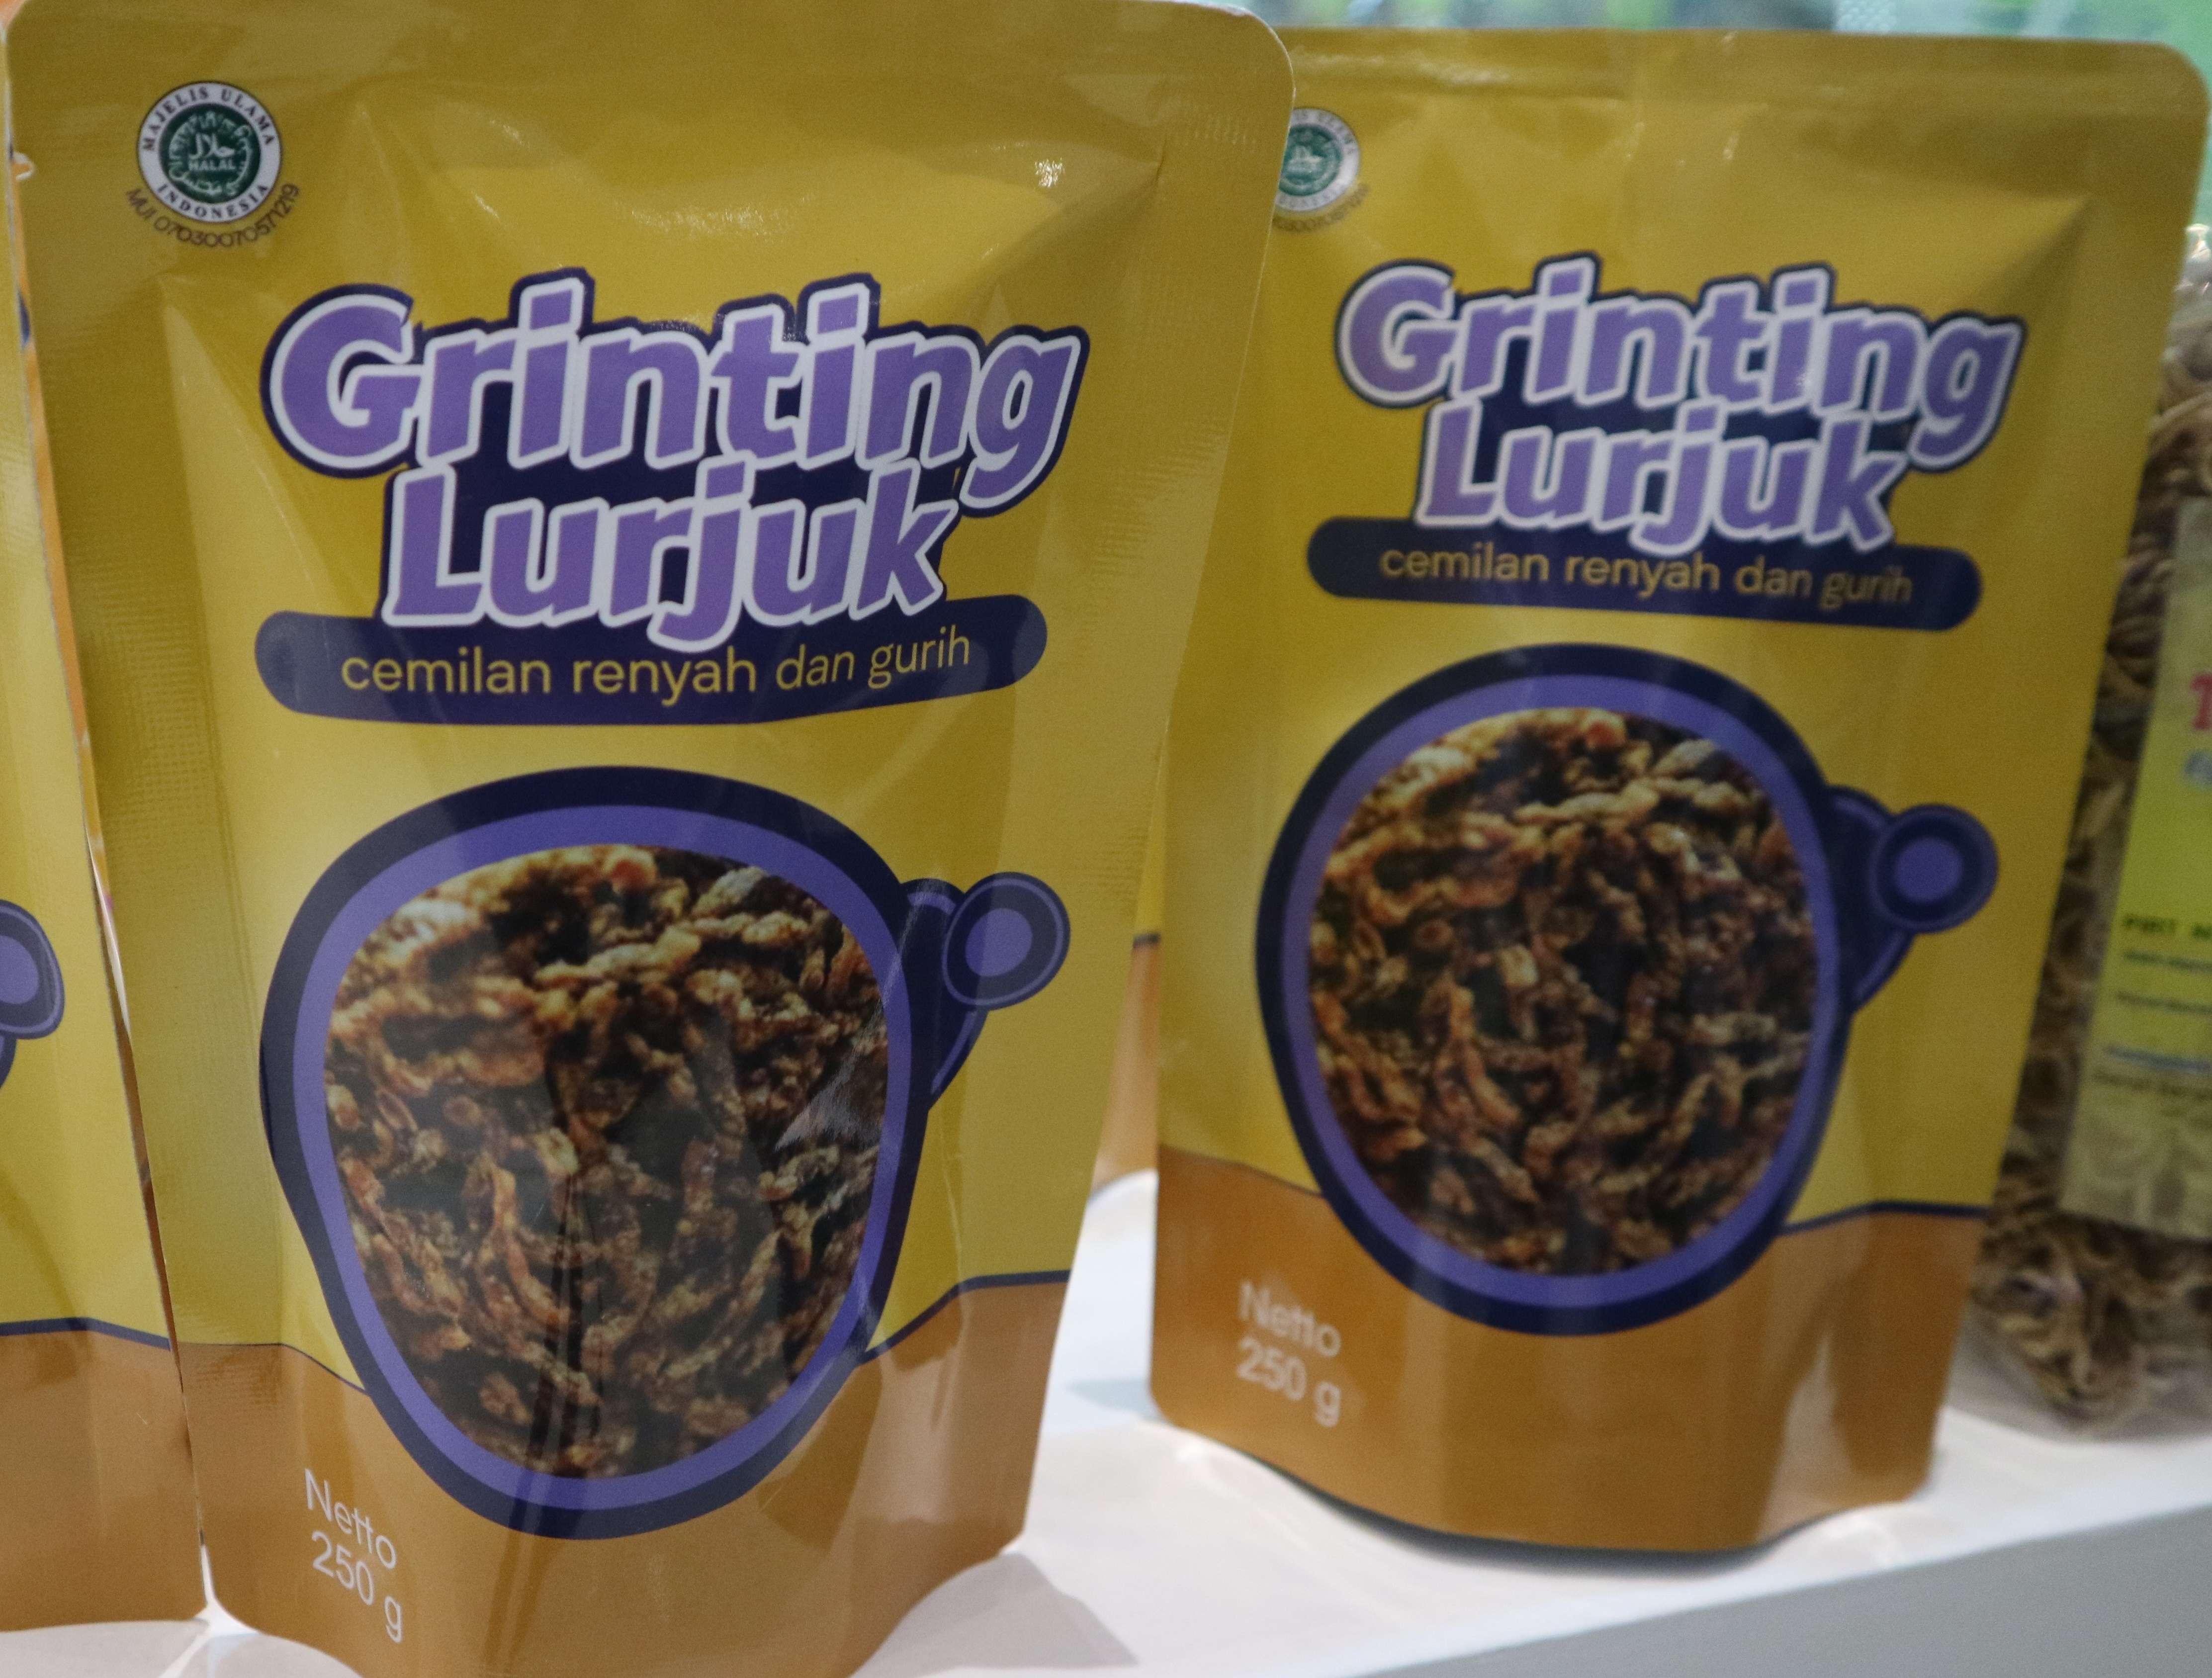 MAJELIS ULAMA
حلال
HALAL
INDONESIA
MUI 07030070571219
Grinting
Lurjuk
cemilan renyah dan gurih
Netto
250 g
Grinting
Lurjuk
cemilan renyah dan gurih
Netto
250 g